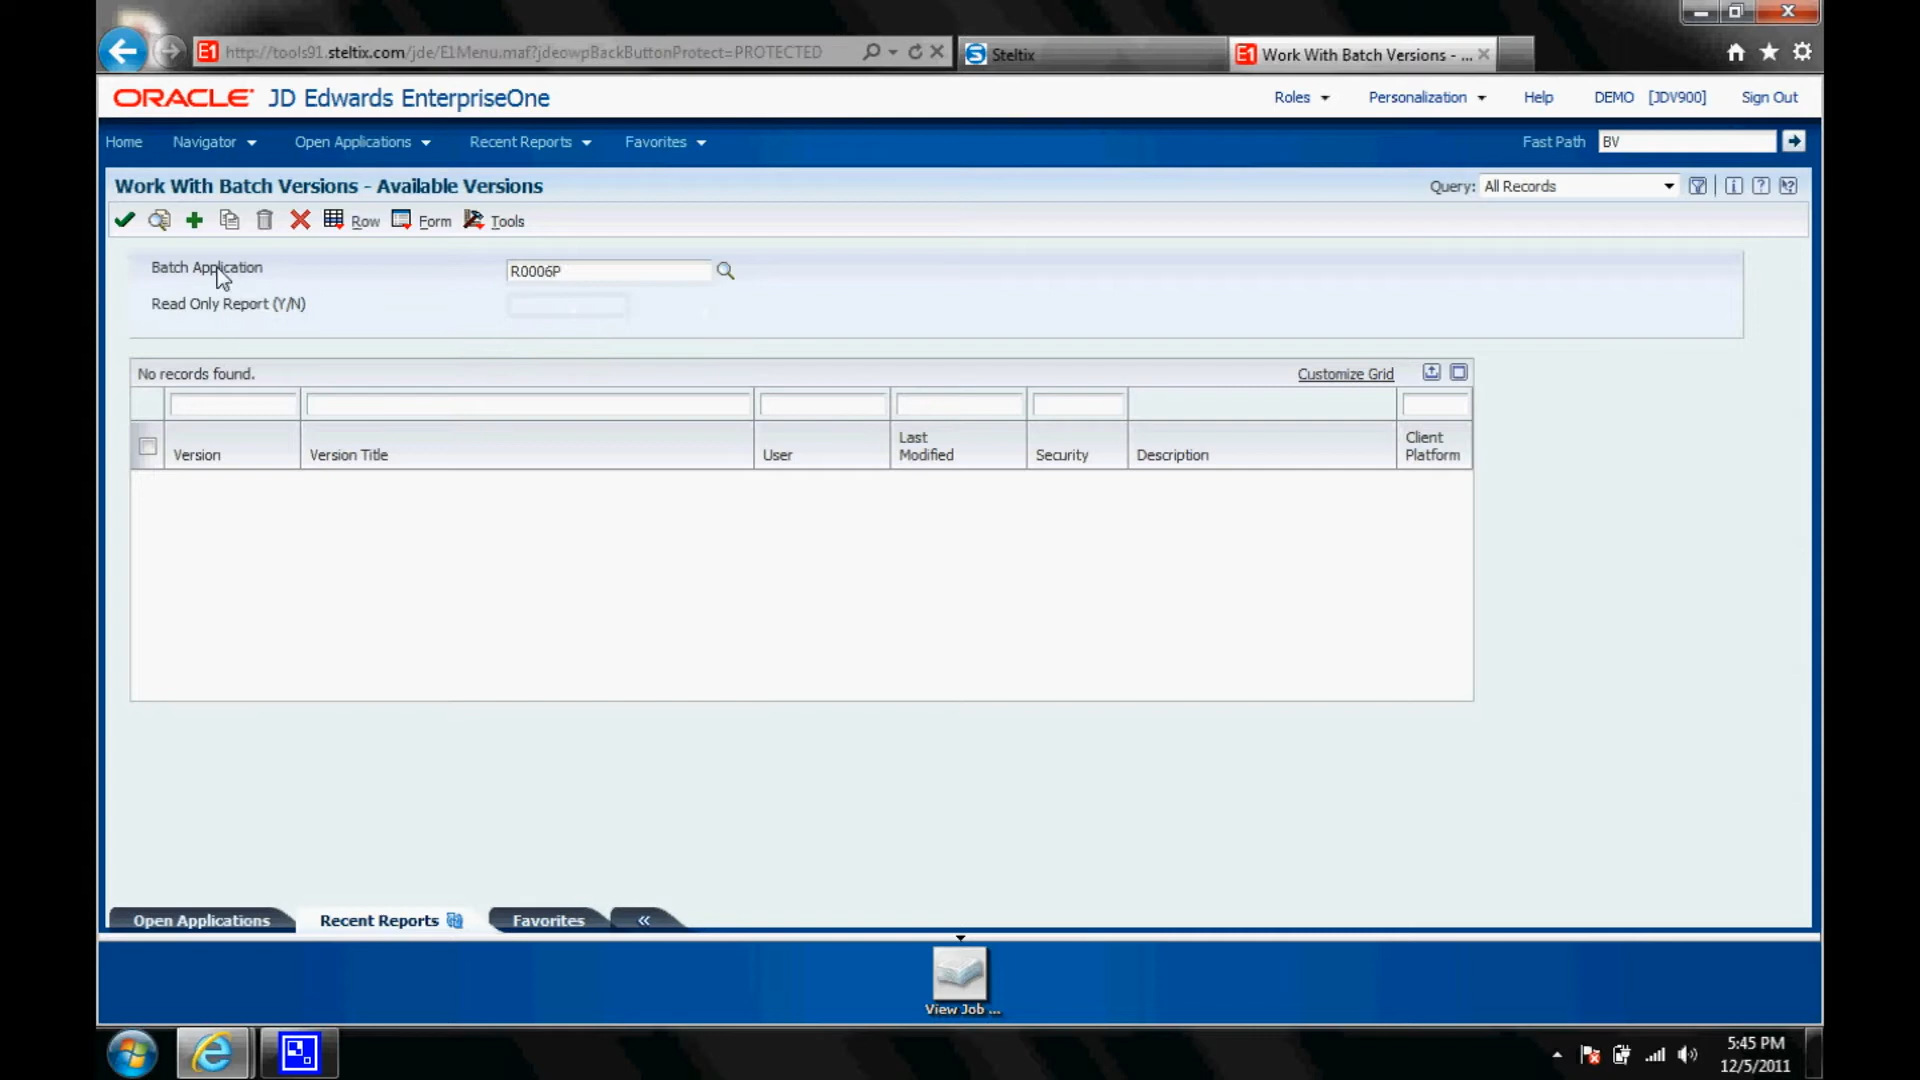 http://tools91.steltix.com/jde/E1Menu.maf?jdeowpBackButtonProtect=PROTECTED
Steltix
Work With Batch Versions - ...
ORACLE JD Edwards EnterpriseOne
Roles
Personalization
Help
DEMO [JDV900]
Sign Out
Home
Navigator
Open Applications
Recent Reports
Favorites
Fast Path
BV
Work With Batch Versions - Available Versions
Query: All Records
Row
Form
Tools
Batch Application
R0006P
Read Only Report (Y/N)
No records found.
Customize Grid
Version
Version Title
User
Last Modified
Security
Description
Client Platform
Open Applications
Recent Reports
Favorites
View Job ...
5:45 PM
12/5/2011